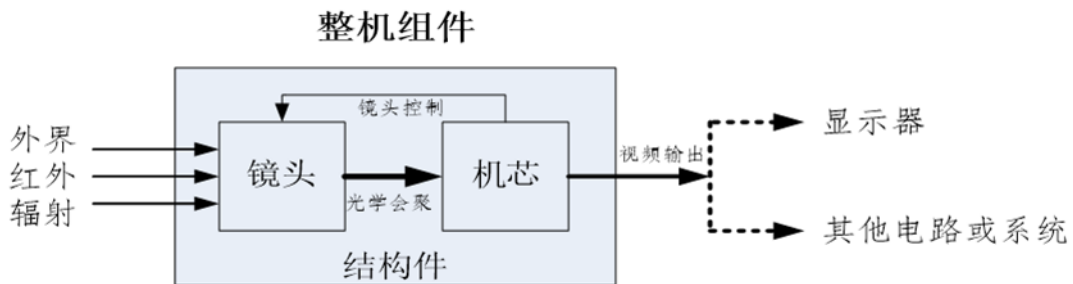 整机组件
镜头控制
外界
红外
辐射
镜头
光学会聚
机芯
视频输出
显示器
其他电路或系统
结构件